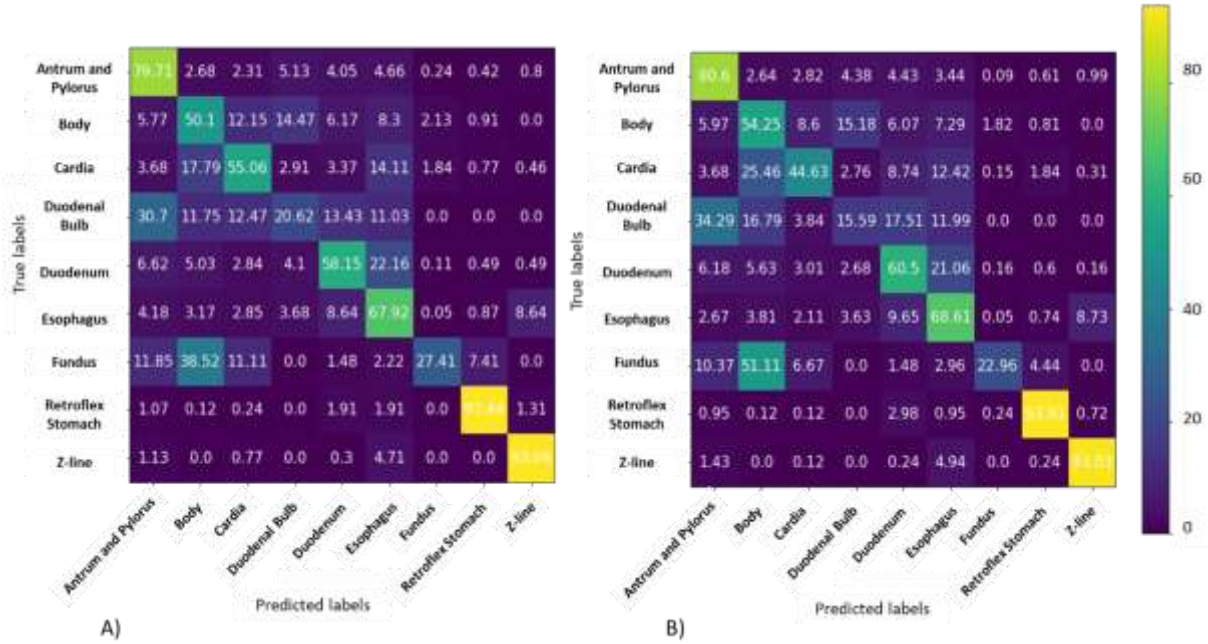 Antrum and Pylorus 79.71 2.68 2.31 5.13 4.05 4.66 0.24 0.42 0.8
Body 5.77 50.1 12.15 14.47 6.17 8.3 2.13 0.91 0.0
Cardia 3.68 17.79 55.06 2.91 3.37 14.11 1.84 0.77 0.46
Duodenal Bulb 30.7 11.75 12.47 20.62 13.43 11.03 0.0 0.0 0.0
Duodenum 6.62 5.03 2.84 4.1 58.15 22.16 0.11 0.49 0.49
Esophagus 4.18 3.17 2.85 3.68 8.64 67.92 0.05 0.87 8.64
Fundus 11.85 38.52 11.11 0.0 1.48 2.22 27.41 7.41 0.0
Retroflex Stomach 1.07 0.12 0.24 0.0 1.91 1.91 0.0 1.31
Z-line 1.13 0.0 0.77 0.0 0.3 4.71 0.0 0.0
True labels
Antrum and Pylorus
Body
Cardia
Duodenal Bulb
Duodenum
Esophagus
Fundus
Retroflex Stomach
Z-line
Predicted labels
A)
Antrum and Pylorus 80.6 2.64 2.82 4.38 4.43 3.44 0.09 0.61 0.99
Body 5.97 54.25 8.6 15.18 6.07 7.29 1.82 0.81 0.0
Cardia 3.68 25.46 44.63 2.76 8.74 12.42 0.15 1.84 0.31
Duodenal Bulb 34.29 16.79 3.84 15.59 17.51 11.99 0.0 0.0 0.0
Duodenum 6.18 5.63 3.01 2.68 60.5 21.06 0.16 0.6 0.16
Esophagus 2.67 3.81 2.11 3.63 9.65 68.61 0.05 0.74 8.73
Fundus 10.37 51.11 6.67 0.0 1.48 2.96 22.96 4.44 0.0
Retroflex Stomach 0.95 0.12 0.12 0.0 2.98 0.95 0.24 0.72
Z-line 1.43 0.0 0.12 0.0 0.24 4.94 0.0 0.24
True labels
Antrum and Pylorus
Body
Cardia
Duodenal Bulb
Duodenum
Esophagus
Fundus
Retroflex Stomach
Z-line
Predicted labels
B)
80
60
40
20
0